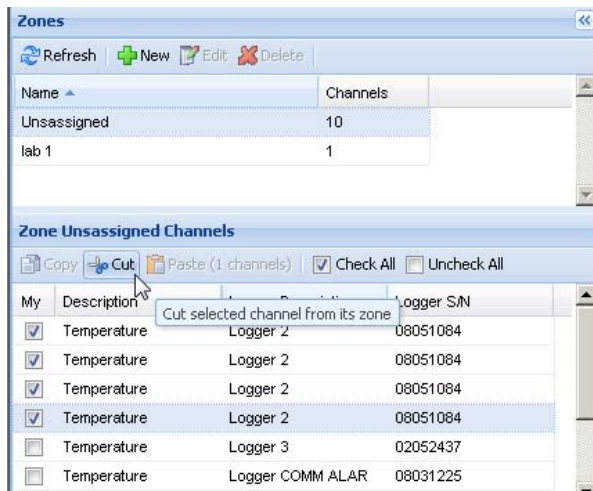 Zones
Refresh New Edit Delete
Name Channels
Unsassigned 10
lab 1 1
Zone Unsassigned Channels
Copy Cut Paste (1 channels) Check All Uncheck All
My Description Logger S/N
Cut selected channel from its zone
Temperature Logger 2 08051084
Temperature Logger 2 08051084
Temperature Logger 2 08051084
Temperature Logger 2 08051084
Temperature Logger 3 02052437
Temperature Logger COMM ALAR 08031225